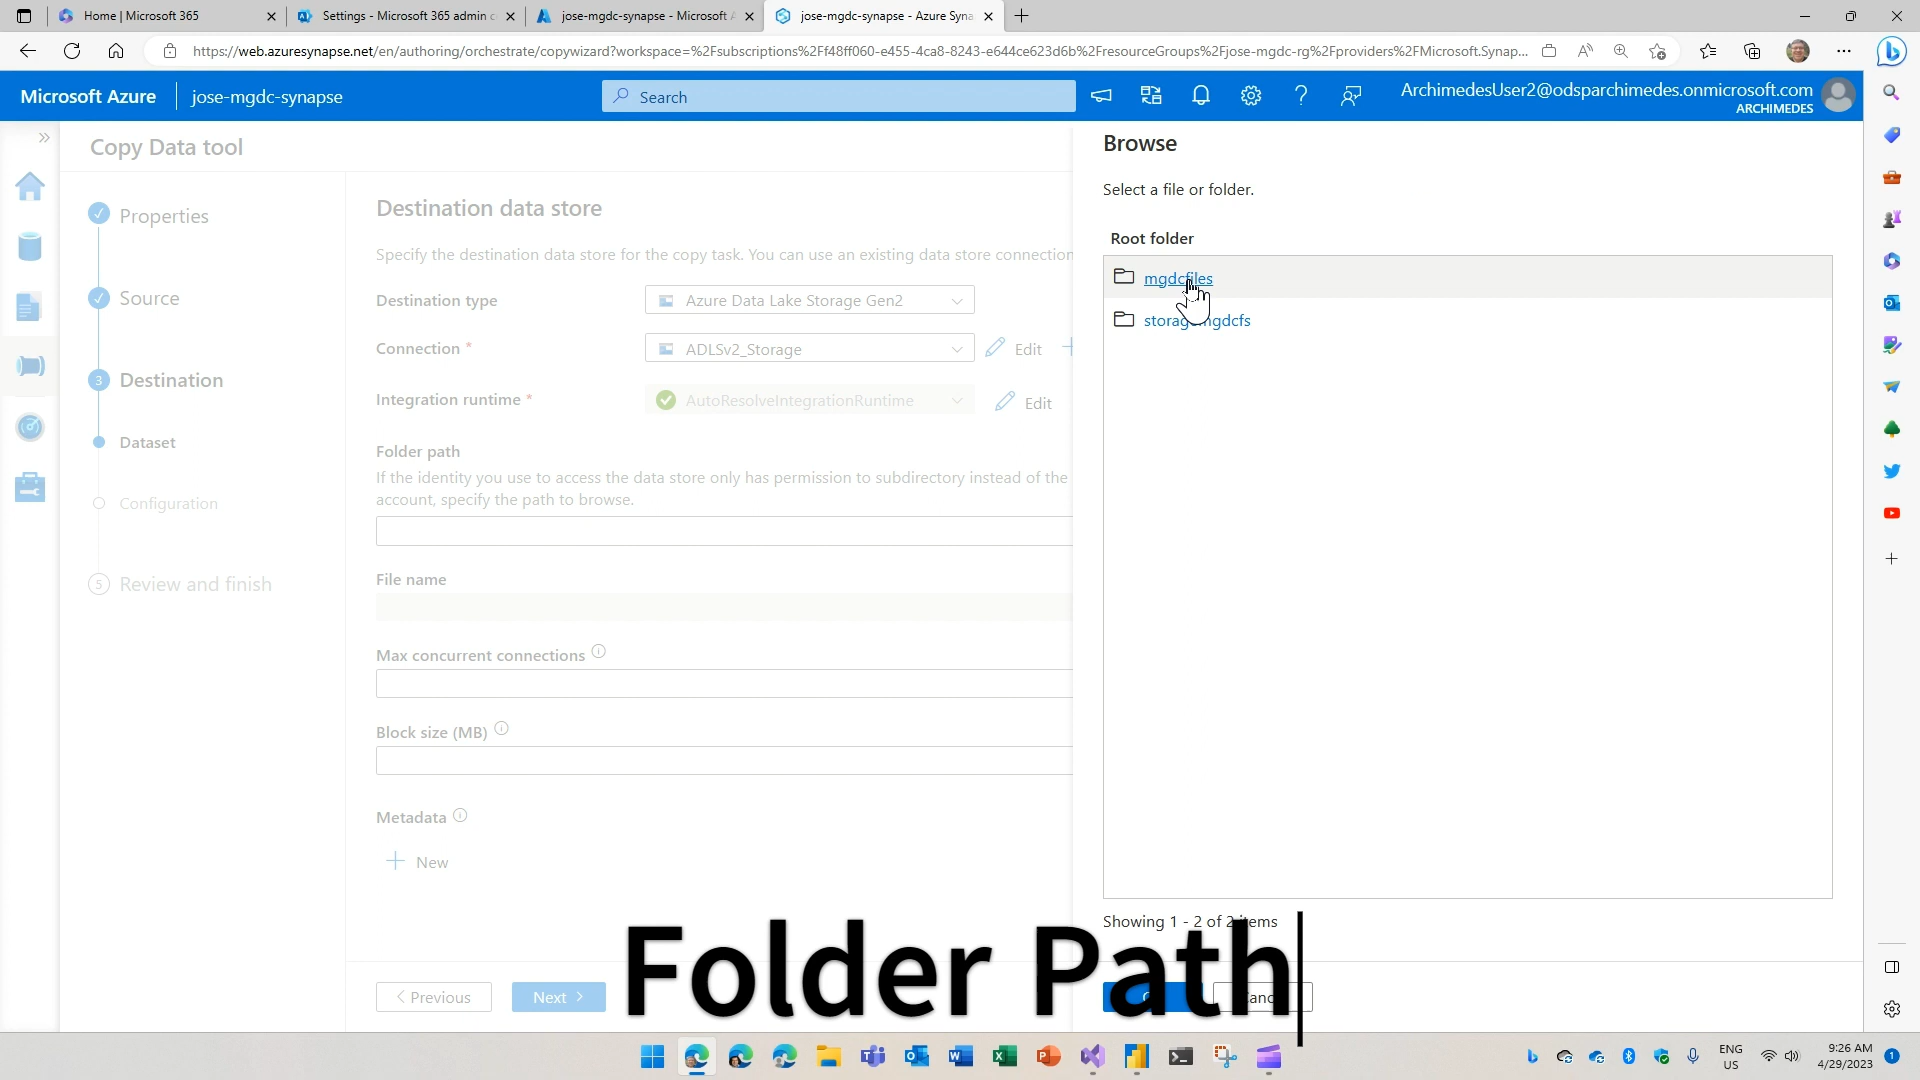 Home | Microsoft 365
Settings - Microsoft 365 admin c
jose-mgdc-synapse - Microsoft A
jose-mgdc-synapse - Azure Syna
https://web.azuresynapse.net/en/authoring/orchestrate/copywizard?workspace=%2Fsubscriptions%2Ff48ff060-e455-4ca8-8243-e644ce623d6b%2FresourceGroups%2Fjose-mgdc-rg%2Fproviders%2FMicrosoft.Synap...
Microsoft Azure
jose-mgdc-synapse
Search
ArchimedesUser2@odsparchimedes.onmicrosoft.com
ARCHIMEDES
Copy Data tool
Properties
Source
3 Destination
Dataset
Configuration
5 Review and finish
Destination data store
Specify the destination data store for the copy task. You can use an existing data store connection
Destination type
Azure Data Lake Storage Gen2
Connection *
ADLSv2_Storage
Edit
Integration runtime *
AutoResolveIntegrationRuntime
Edit
Folder path
If the identity you use to access the data store only has permission to subdirectory instead of the
account, specify the path to browse.
File name
Max concurrent connections
Block size (MB)
Metadata
New
Previous
Next
Browse
Select a file or folder.
Root folder
mgdcfiles
Showing 1 - 2 of 2 items
Folder Path
ENG
US
9:26 AM
4/29/2023
1